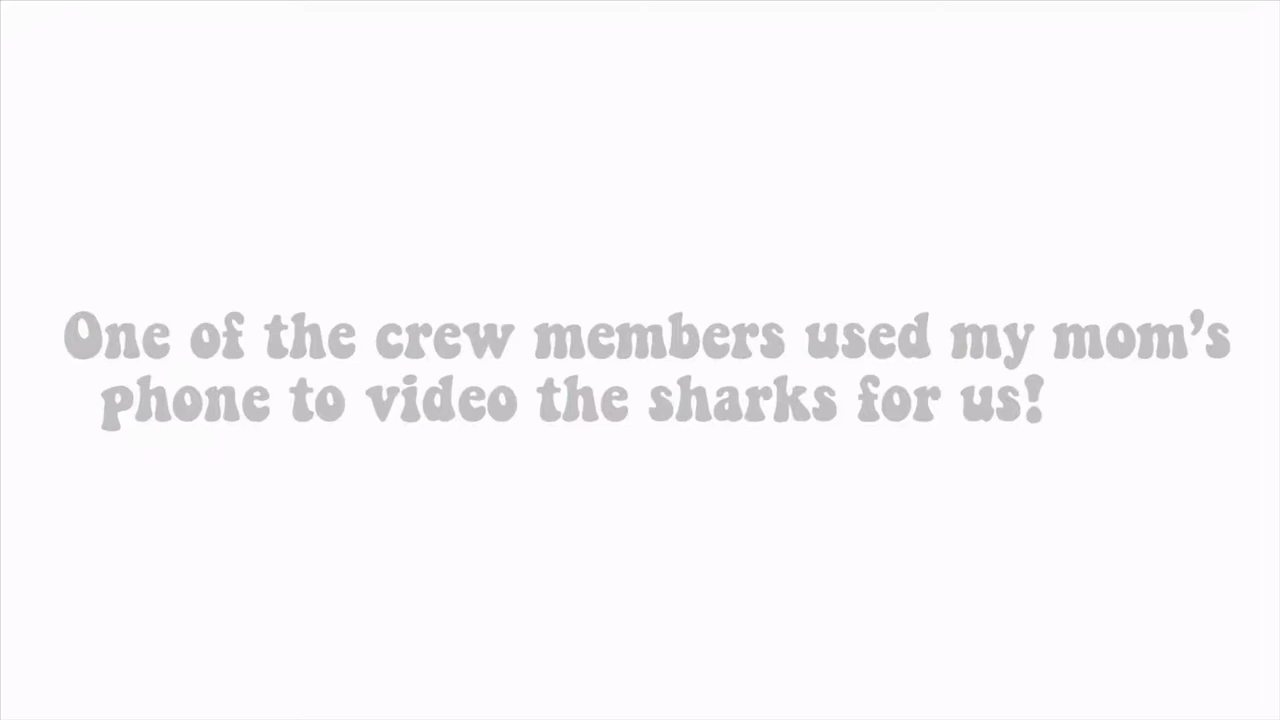 One of the crew members used my mom’s
phone to video the sharks for us!